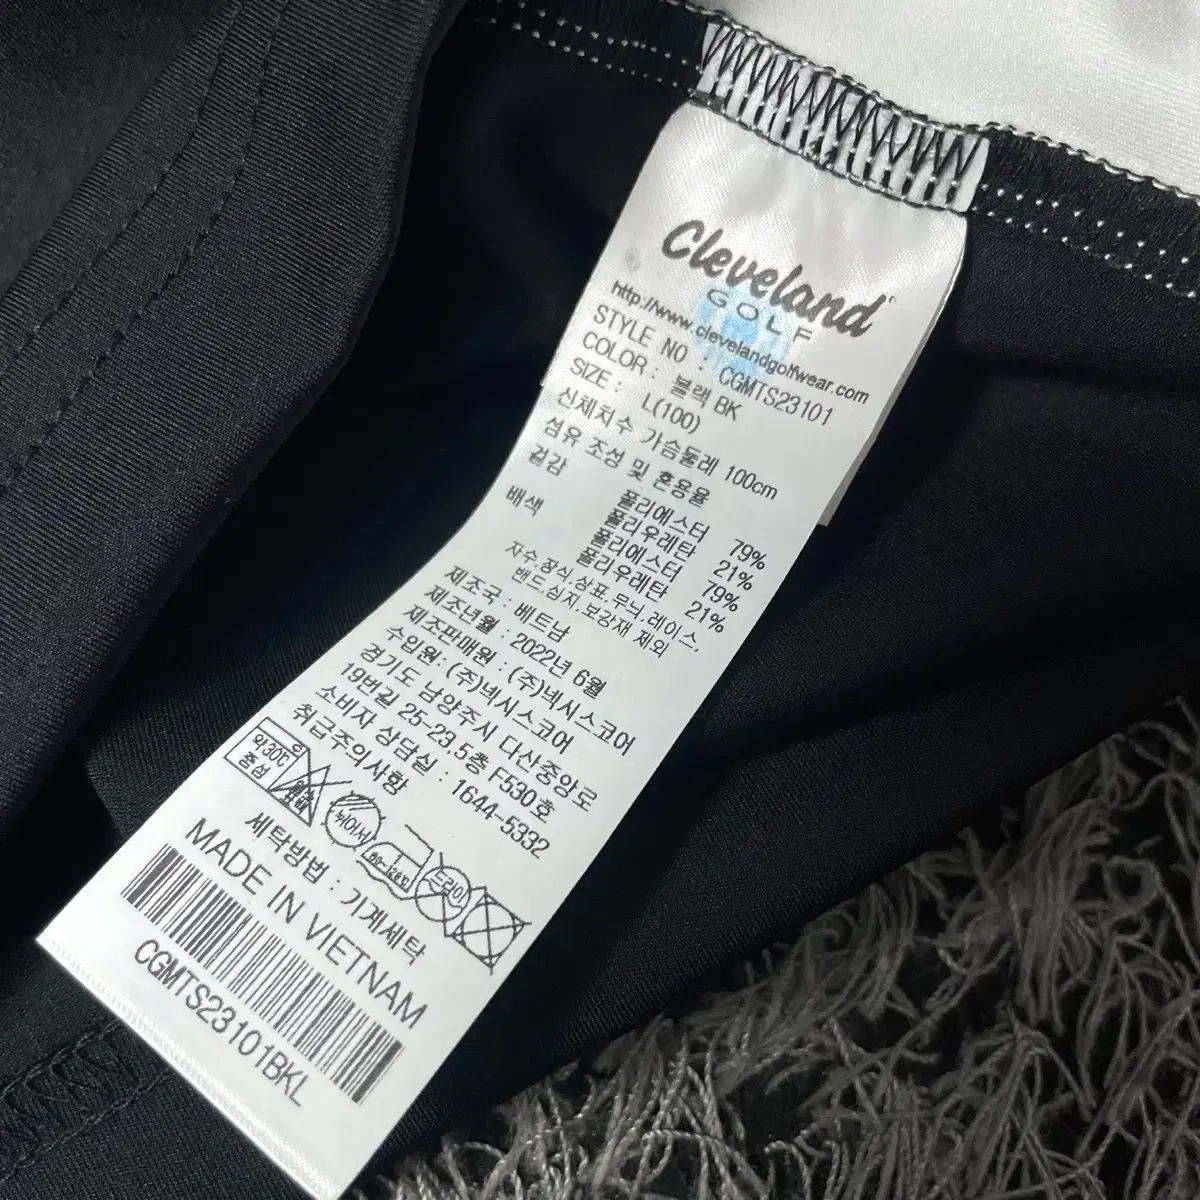 Cleveland
GOLF
http://www.clevelandgolfwear.com
STYLE NO : CGMTS23101
COLOR : 블랙 BK
SIZE : L(100)
신체치수 가슴둘레 100cm
섬유 조성 및 혼용율
겉감 폴리에스터 79%
폴리우레탄 21%
배색 폴리에스터 79%
폴리우레탄 21%
자수,장식,상표,무늬,레이스,
밴드,심지,보강재 제외
제조국 : 베트남
제조년월 : 2022년 6월
제조판매원 : (주)넥시스코어
수입원: (주)넥시스코어
경기도 남양주시 다산중앙로
19번길 25-23,5층 F530호
소비자 상담실 : 1644-5332
취급주의사항
약30℃
중성
뉘어서
드라이
세탁방법 : 기계세탁
MADE IN VIETNAM
CGMTS23101BKL